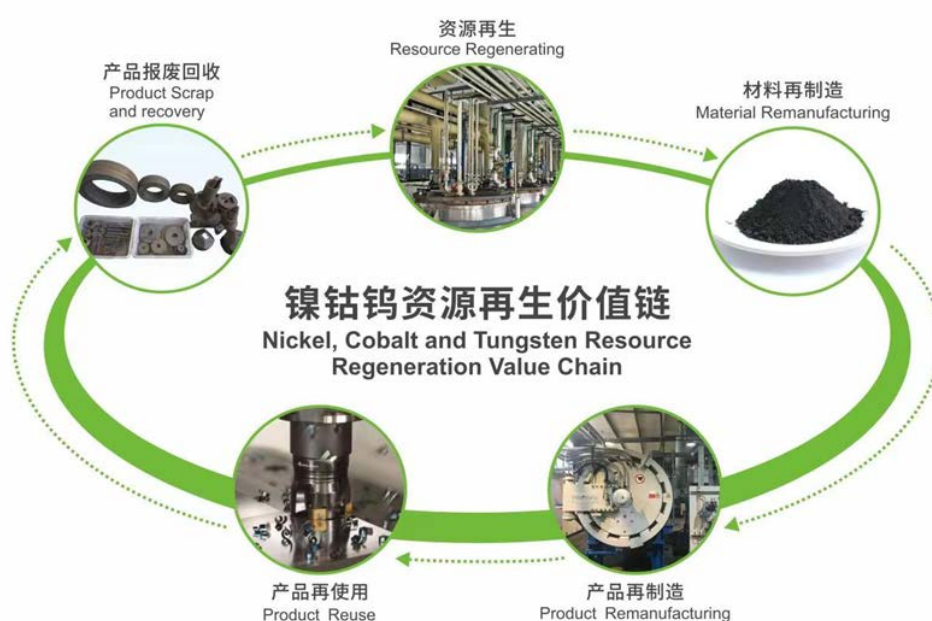 资源再生
Resource Regenerating
产品报废回收
Product Scrap
and recovery
材料再制造
Material Remanufacturing
镍钴钨资源再生价值链
Nickel, Cobalt and Tungsten Resource
Regeneration Value Chain
产品再使用
Product Reuse
产品再制造
Product Remanufacturing